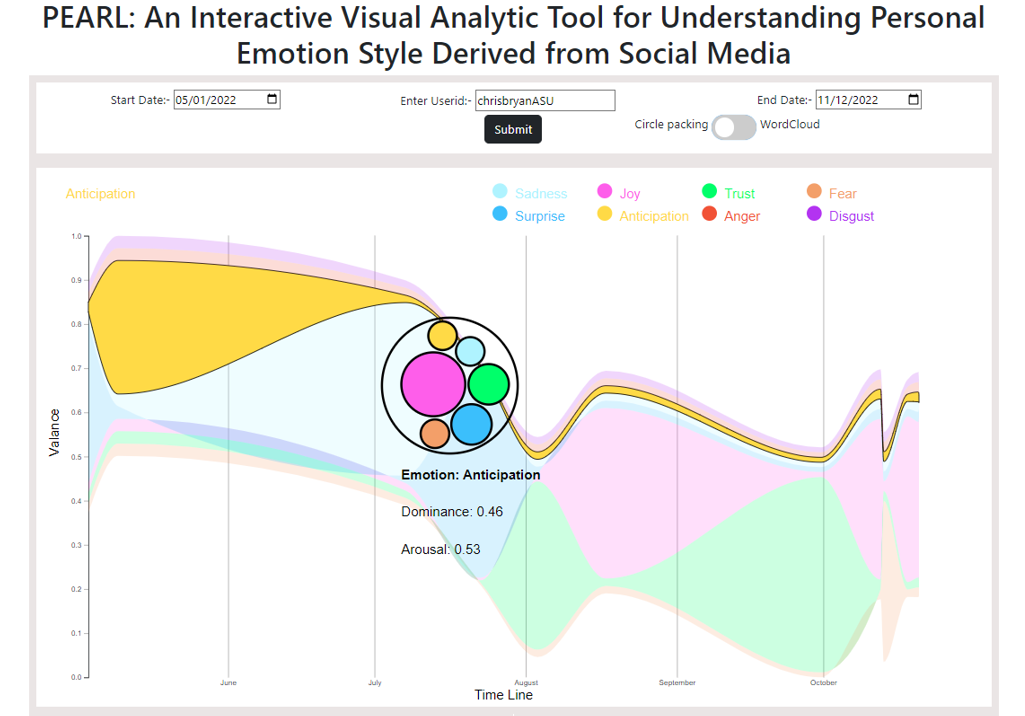 PEARL: An Interactive Visual Analytic Tool for Understanding Personal
Emotion Style Derived from Social Media
Start Date:- 05/01/2022
Enter Userid:- chrisbryanASU
End Date:- 11/12/2022
Submit
Circle packing WordCloud
Anticipation
Sadness Joy Trust Fear
Surprise Anticipation Anger Disgust
1.0
0.9
0.8
0.7
0.6
0.5
0.4
0.3
0.2
0.1
0.0
Valance
Emotion: Anticipation
Dominance: 0.46
Arousal: 0.53
June July August September October
Time Line